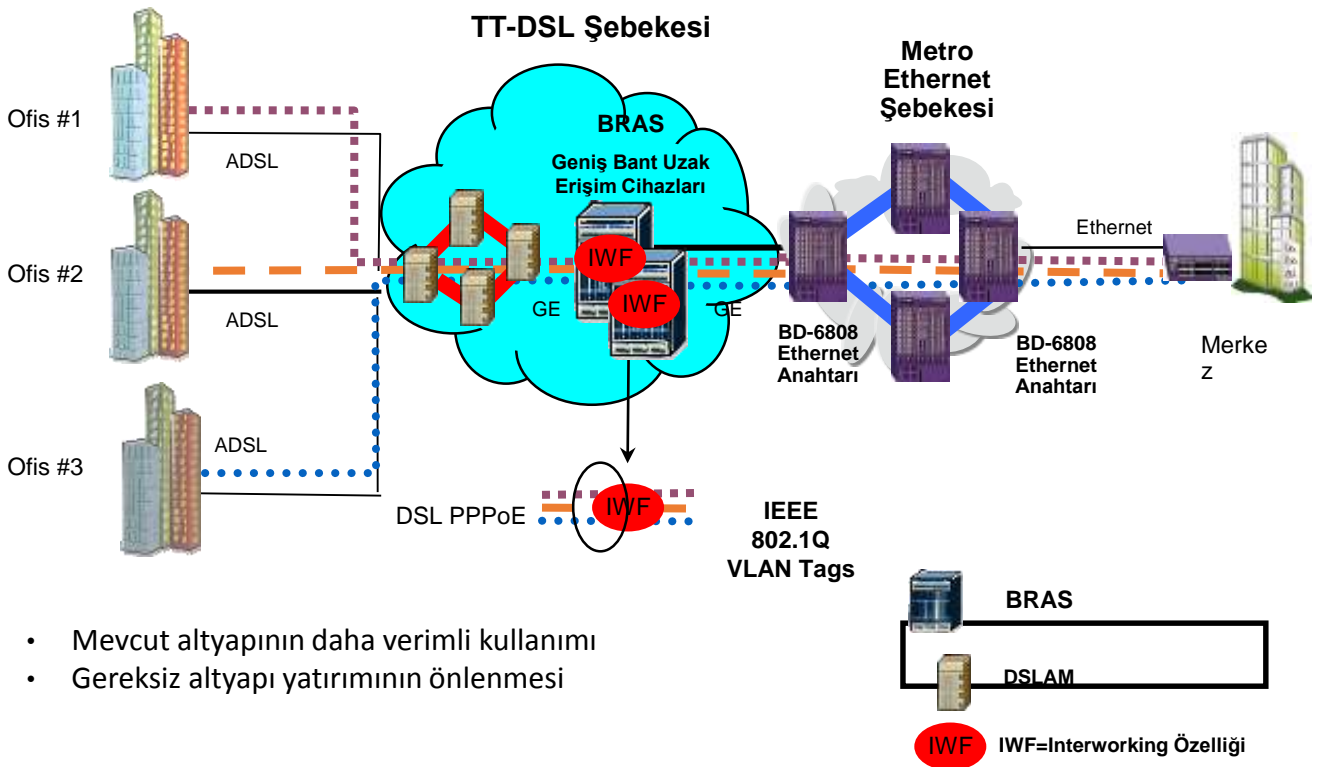 TT-DSL Şebekesi
Metro
Ethernet
Şebekesi
Ofis #1
ADSL
BRAS
Geniş Bant Uzak
Erişim Cihazları
Ethernet
Ofis #2
IWF
IWF
GE
GE
ADSL
BD-6808
Ethernet
Anahtarı
BD-6808
Ethernet
Anahtarı
Merke
z
Ofis #3
ADSL
DSL PPPoE
IWF
IEEE
802.1Q
VLAN Tags
• Mevcut altyapının daha verimli kullanımı
• Gereksiz altyapı yatırımının önlenmesi
BRAS
DSLAM
IWF
IWF=Interworking Özelliği